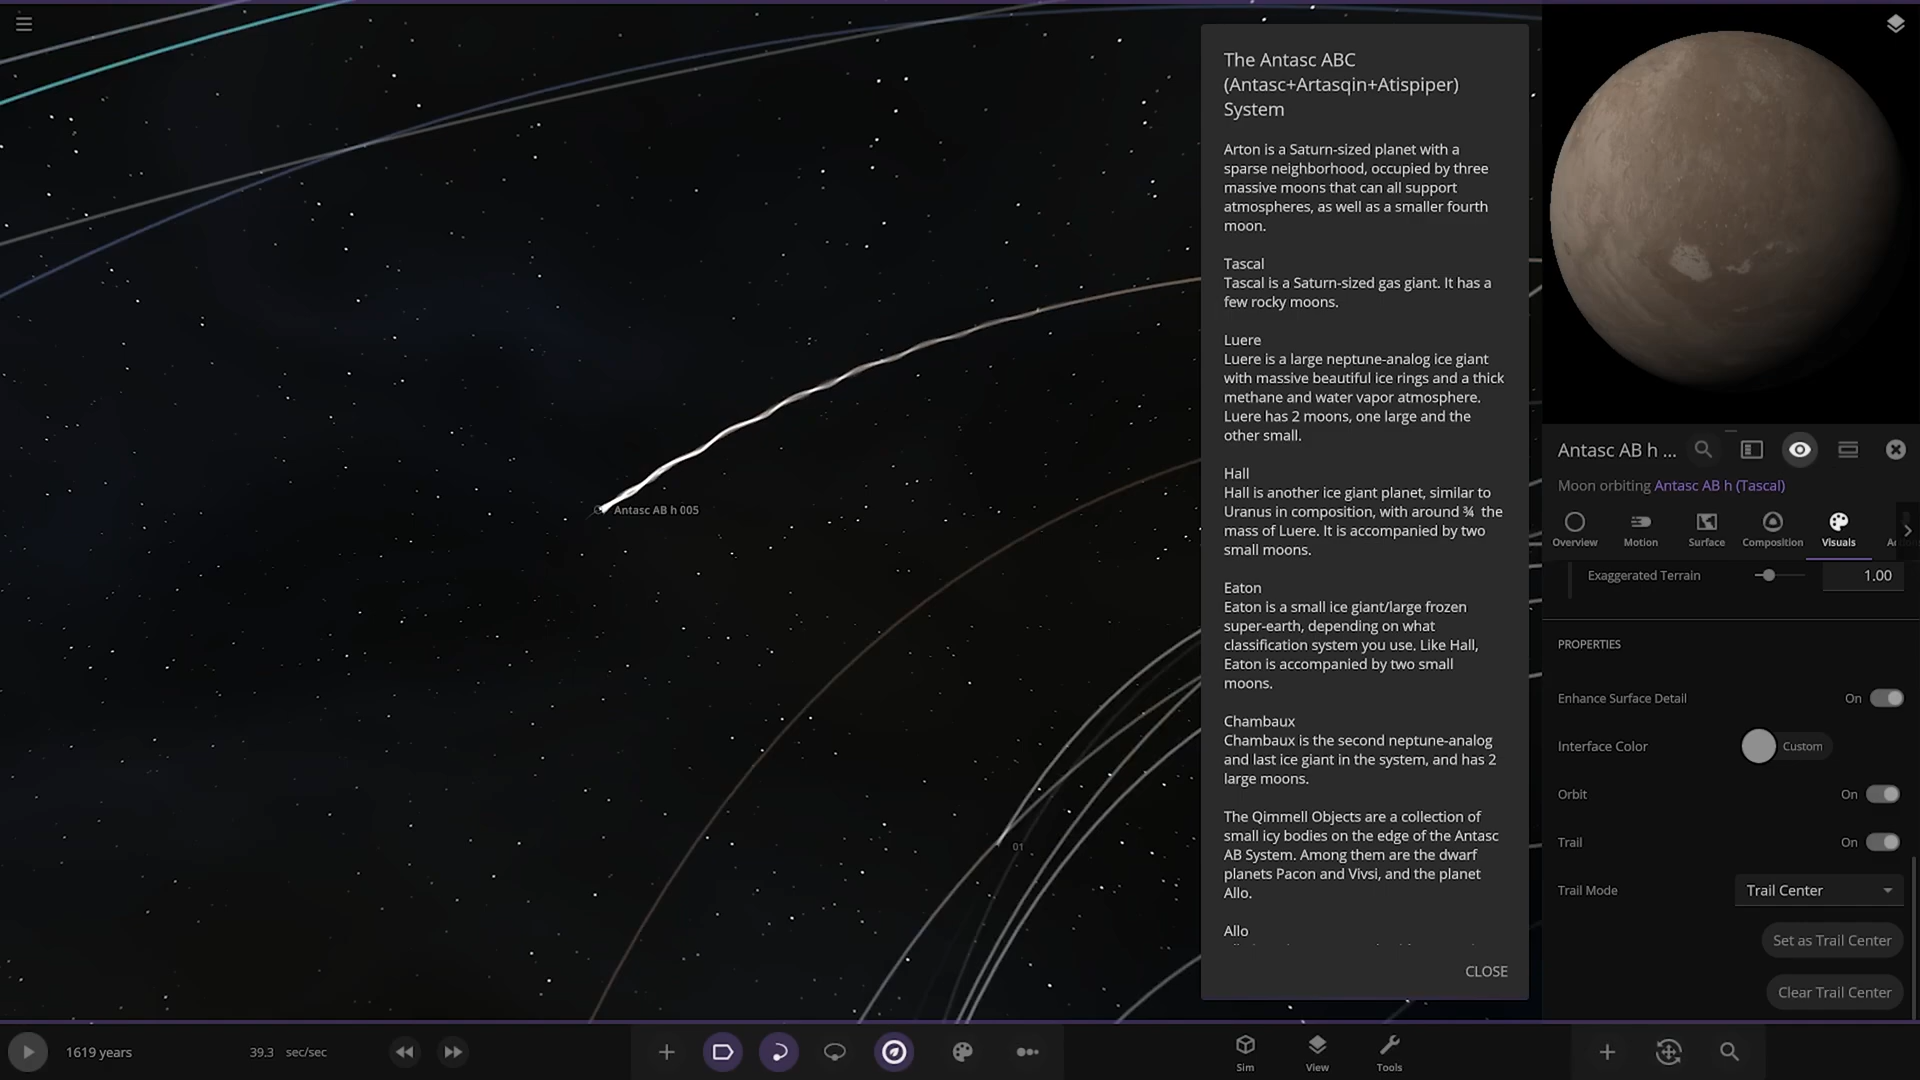 The Antasc ABC
(Antasc+Artasqin+Atispiper)
System
Arton is a Saturn-sized planet with a
sparse neighborhood, occupied by three
massive moons that can all support
atmospheres, as well as a smaller fourth
moon.
Tascal
Tascal is a Saturn-sized gas giant. It has a
few rocky moons.
Luere
Luere is a large neptune-analog ice giant
with massive beautiful ice rings and a thick
methane and water vapor atmosphere.
Luere has 2 moons, one large and the
other small.
Hall
Hall is another ice giant planet, similar to
Uranus in composition, with around ¾ the
mass of Luere. It is accompanied by two
small moons.
Eaton
Eaton is a small ice giant/large frozen
super-earth, depending on what
classification system you use. Like Hall,
Eaton is accompanied by two small
moons.
Chambaux
Chambaux is the second neptune-analog
and last ice giant in the system, and has 2
large moons.
The Qimmell Objects are a collection of
small icy bodies on the edge of the Antasc
AB System. Among them are the dwarf
planets Pacon and Vivsi, and the planet
Allo.
Allo
CLOSE
Antasc AB h 005
01
Antasc AB h ...
Moon orbiting Antasc AB h (Tascal)
Overview Motion Surface Composition Visuals
Exaggerated Terrain 1.00
PROPERTIES
Enhance Surface Detail On
Interface Color Custom
Orbit On
Trail On
Trail Mode Trail Center
Set as Trail Center
Clear Trail Center
1619 years 39.3 sec/sec
Sim View Tools